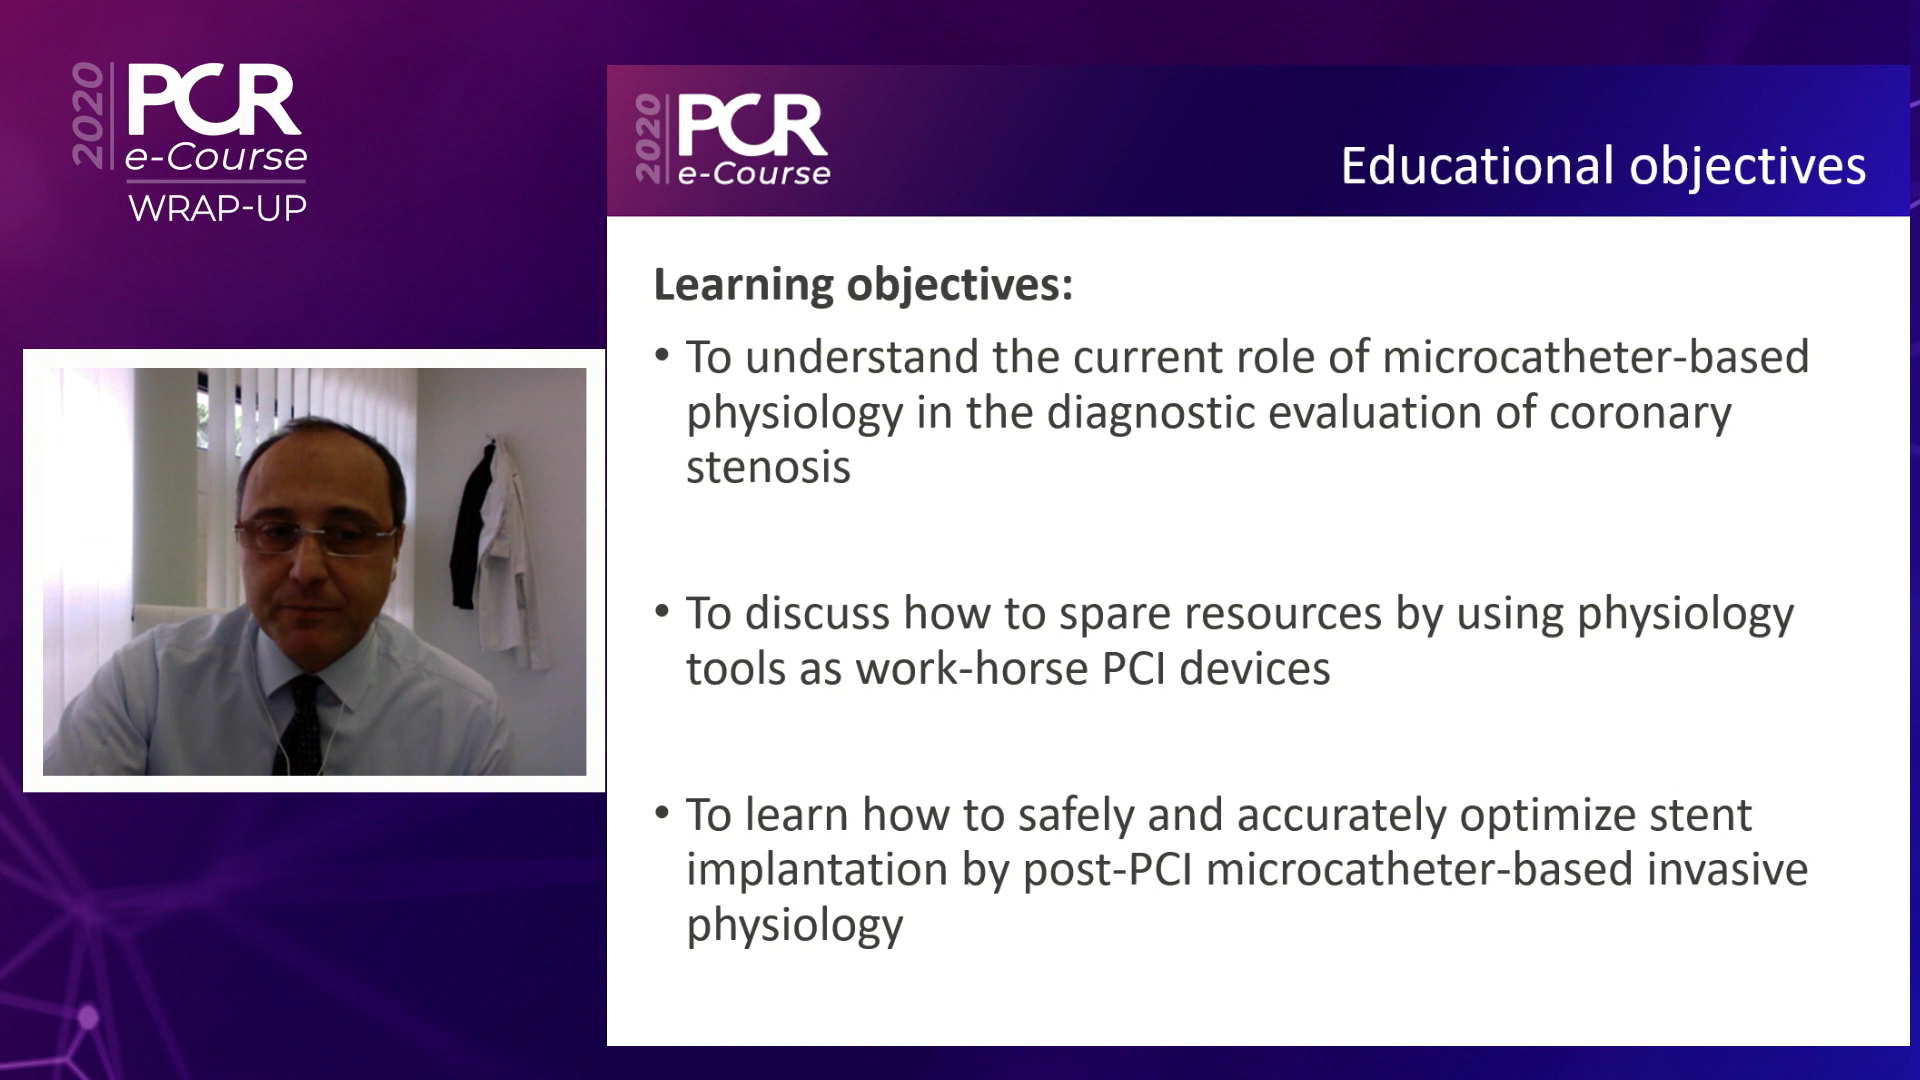 2020
PCR
e-Course
WRAP-UP
2020
PCR
e-Course
Educational objectives
Learning objectives:
• To understand the current role of microcatheter-based
physiology in the diagnostic evaluation of coronary
stenosis
• To discuss how to spare resources by using physiology
tools as work-horse PCI devices
• To learn how to safely and accurately optimize stent
implantation by post-PCI microcatheter-based invasive
physiology